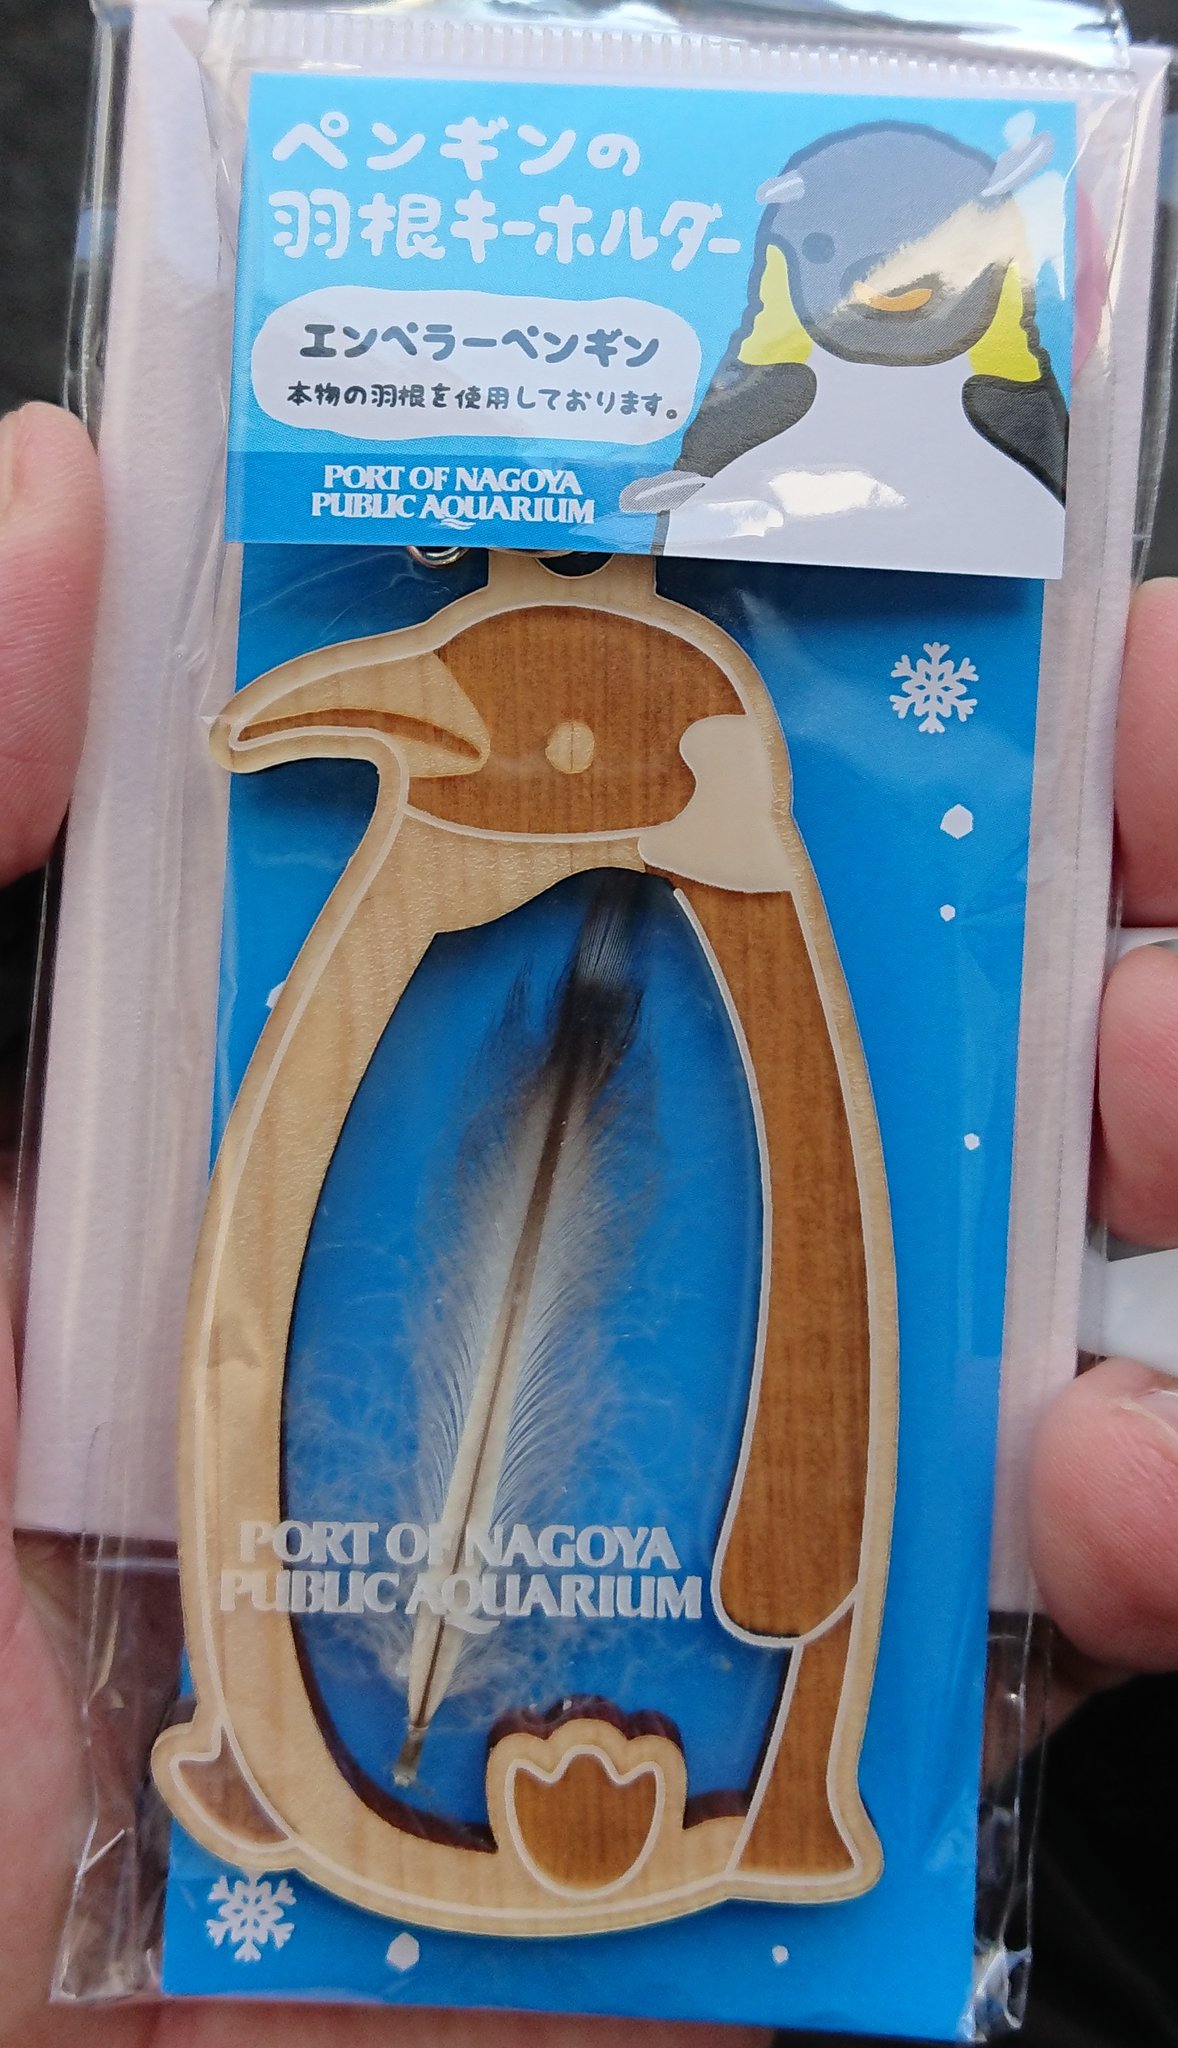 ペンギンの
羽根キーホルダー
エンペラーペンギン
本物の羽根を使用しております。
PORT OF NAGOYA
PUBLIC AQUARIUM
PORT OF NAGOYA
PUBLIC AQUARIUM